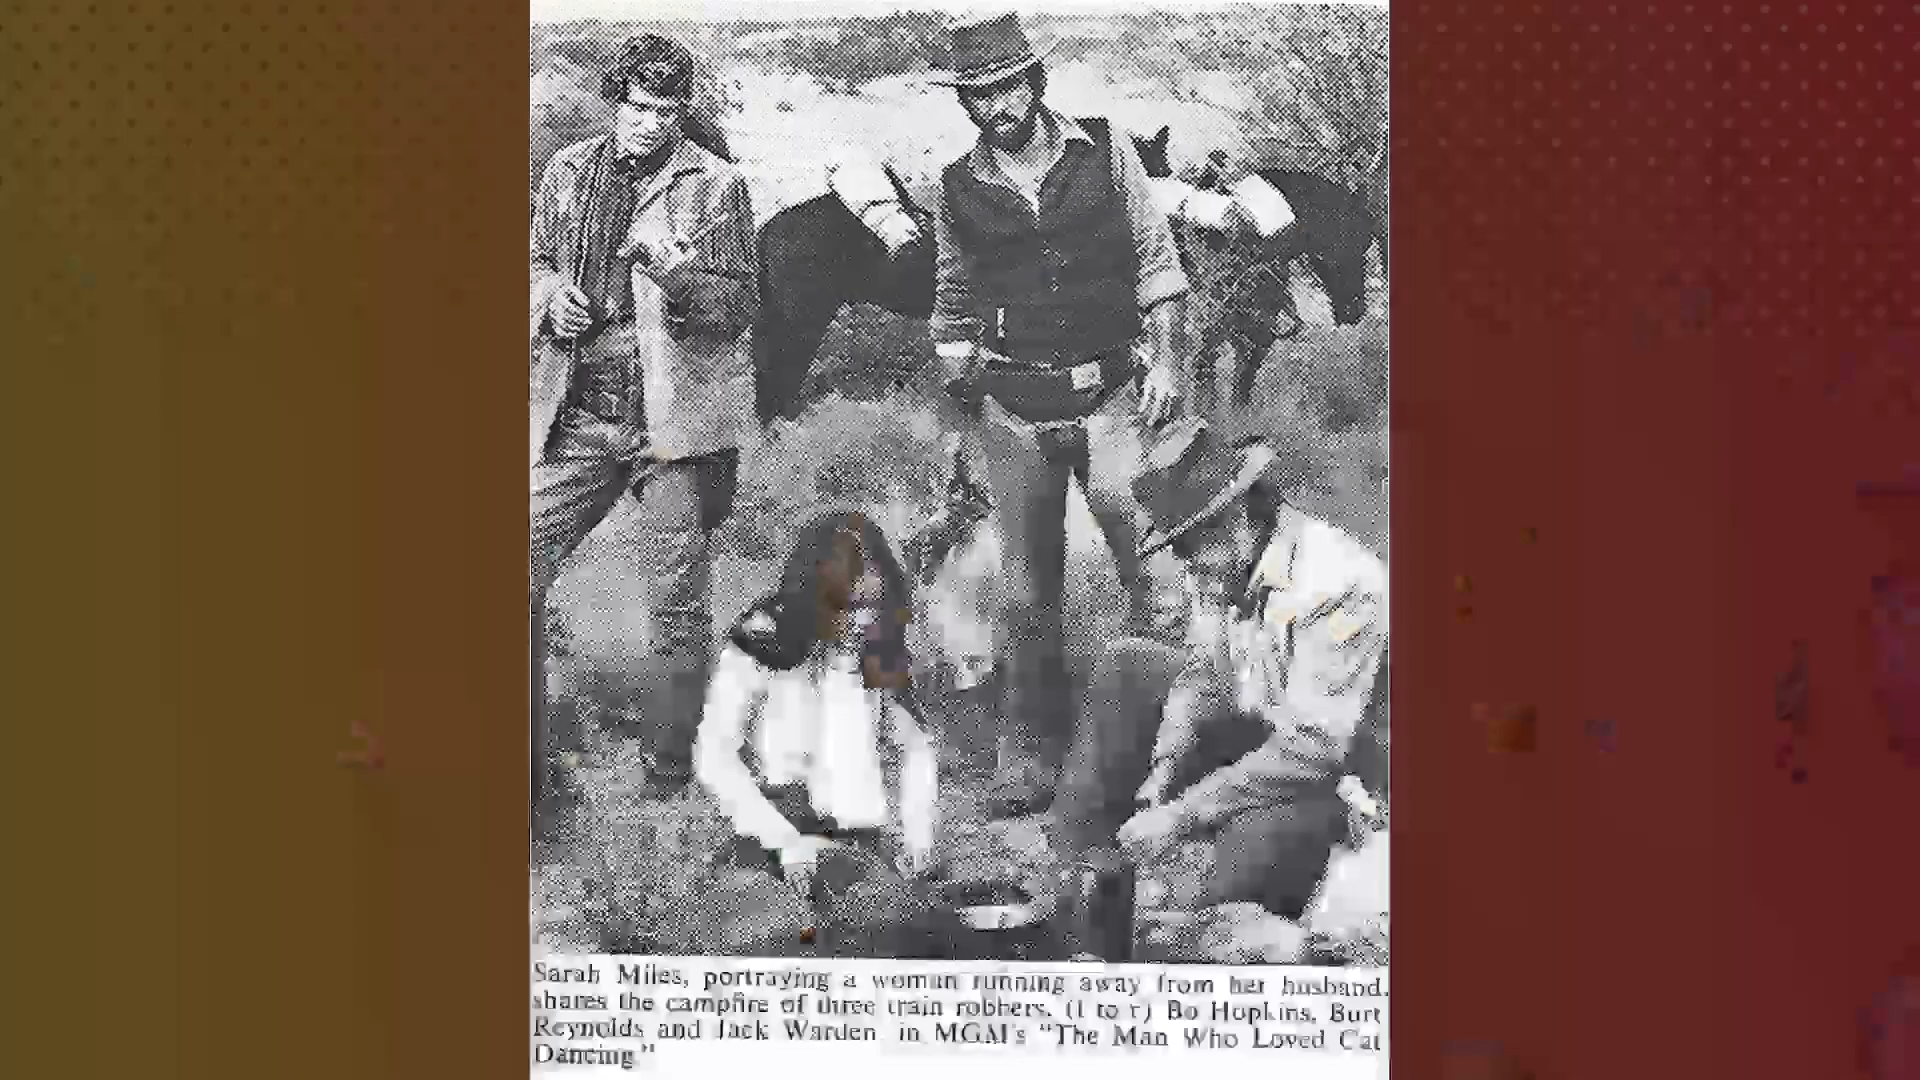 Sarah Miles, portraying a woman running away from her husband,
shares the campfire of three train robbers. (l to r) Bo Hopkins, Burt
Reynolds and Jack Warden in MGM's "The Man Who Loved Cat
Dancing."